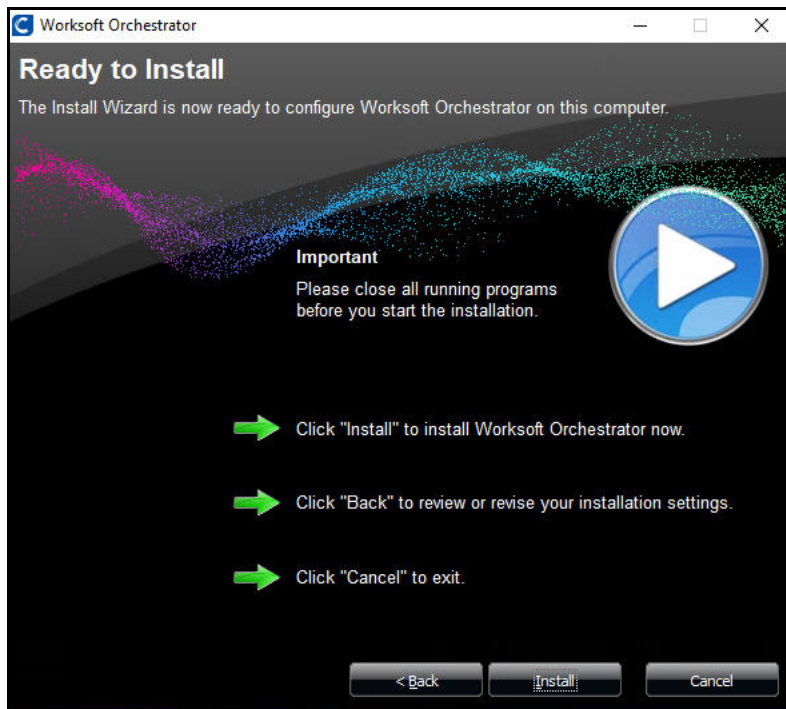 Worksoft Orchestrator
Ready to Install
The Install Wizard is now ready to configure Worksoft Orchestrator on this computer.
Important
Please close all running programs
before you start the installation.
Click "Install" to install Worksoft Orchestrator now.
Click "Back" to review or revise your installation settings.
Click "Cancel" to exit.
< Back
Install
Cancel